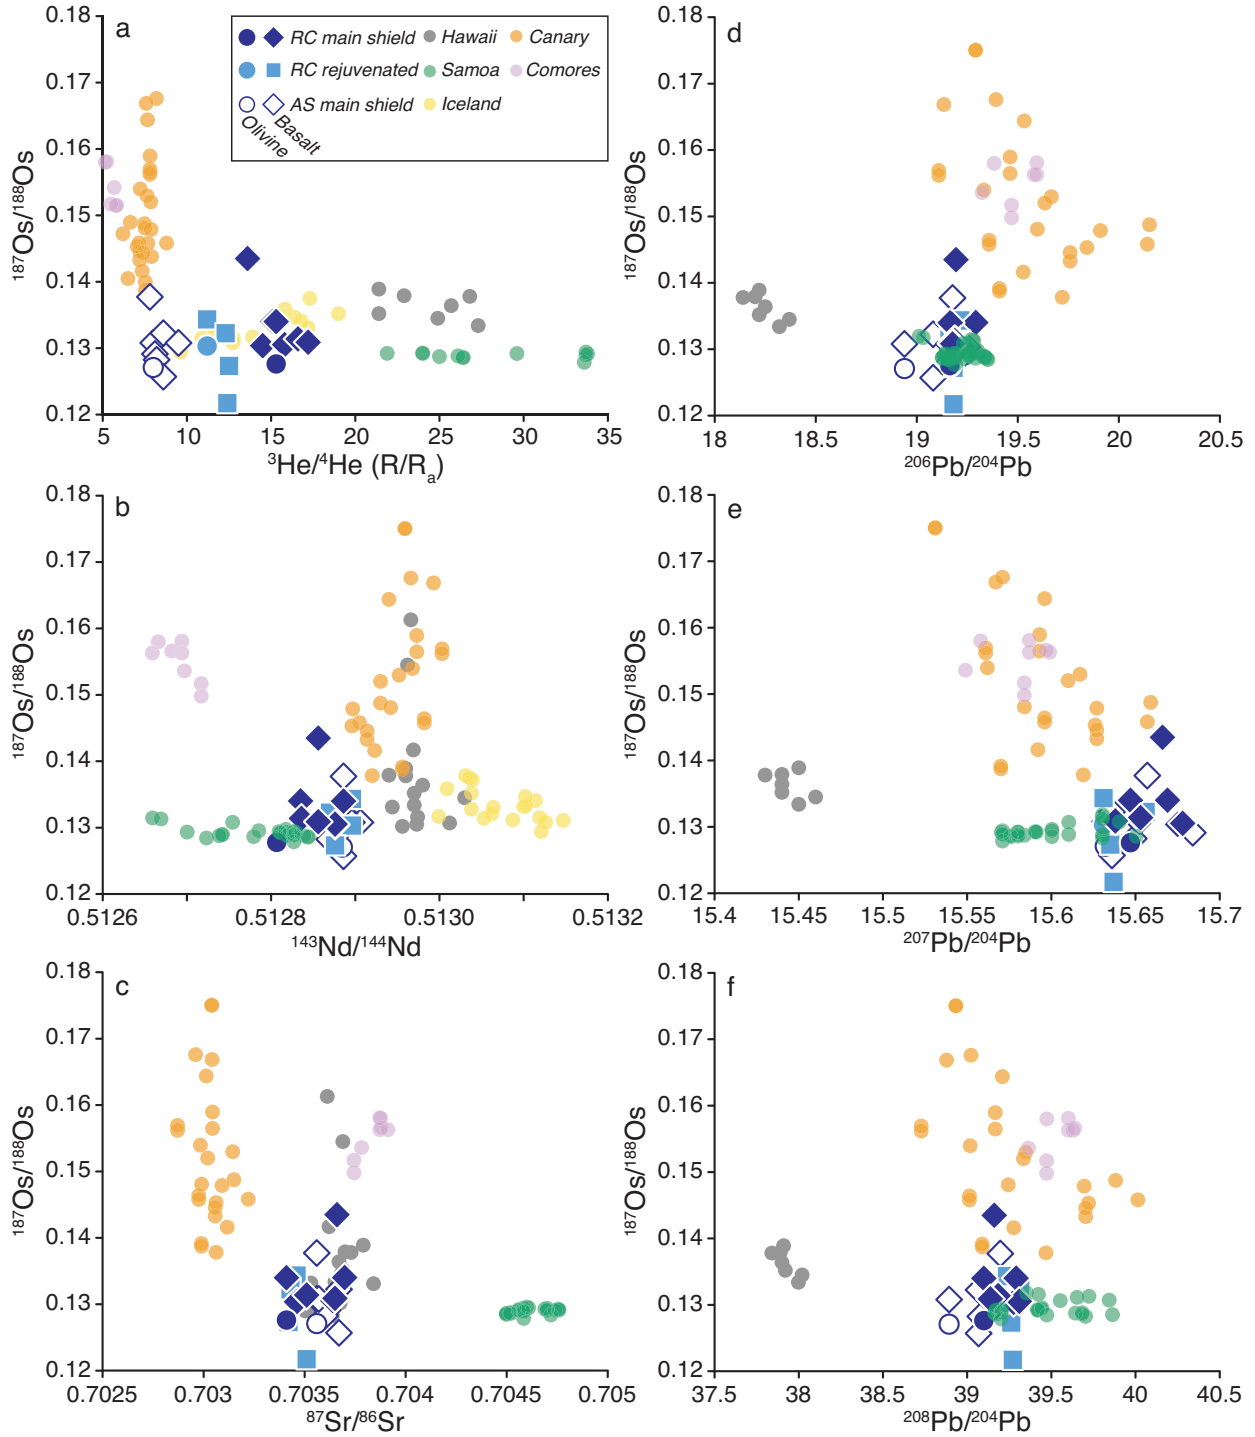 a
0.18
0.17
0.16
0.15
0.14
0.13
0.12
187Os/188Os
RC main shield
Hawaii
Canary
RC rejuvenated
Samoa
Comores
AS main shield
Iceland
Olivine
Basalt
5
10
15
20
25
30
35
3He/4He (R/Ra)
d
0.18
0.17
0.16
0.15
0.14
0.13
0.12
187Os/188Os
18
18.5
19
19.5
20
20.5
206Pb/204Pb
b
0.18
0.17
0.16
0.15
0.14
0.13
0.12
187Os/188Os
0.5126
0.5128
0.5130
0.5132
143Nd/144Nd
e
0.18
0.17
0.16
0.15
0.14
0.13
0.12
187Os/188Os
15.4
15.45
15.5
15.55
15.6
15.65
15.7
207Pb/204Pb
c
0.18
0.17
0.16
0.15
0.14
0.13
0.12
187Os/188Os
0.7025
0.703
0.7035
0.704
0.7045
0.705
87Sr/86Sr
f
0.18
0.17
0.16
0.15
0.14
0.13
0.12
187Os/188Os
37.5
38
38.5
39
39.5
40
40.5
208Pb/204Pb